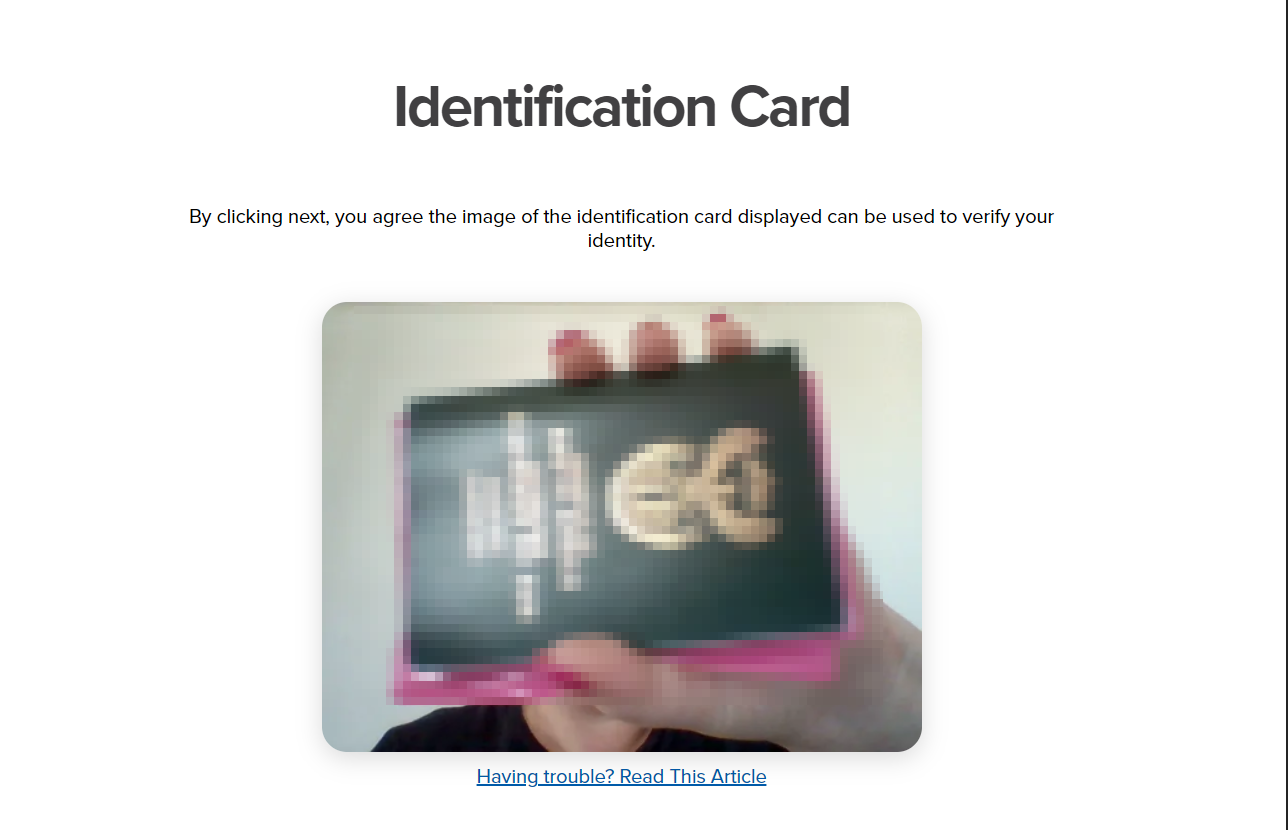 Identification Card
By clicking next, you agree the image of the identification card displayed can be used to verify your
identity.
Having trouble? Read This Article